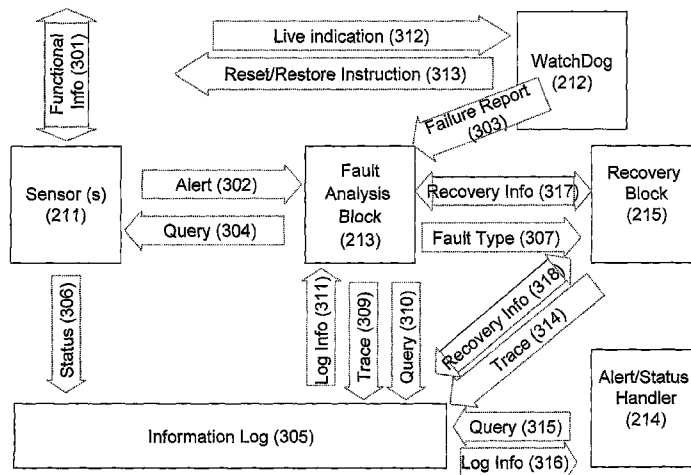 Functional
Info (301)
Live indication (312)
Reset/Restore Instruction (313)
WatchDog
(212)
Failure Report
(303)
Sensor (s)
(211)
Alert (302)
Query (304)
Fault
Analysis
Block
(213)
Recovery Info (317)
Fault Type (307)
Recovery
Block
(215)
Status (306)
Log Info (311)
Trace (309)
Query (310)
Recovery Info (318)
Trace (314)
Alert/Status
Handler
(214)
Information Log (305)
Query (315)
Log Info (316)